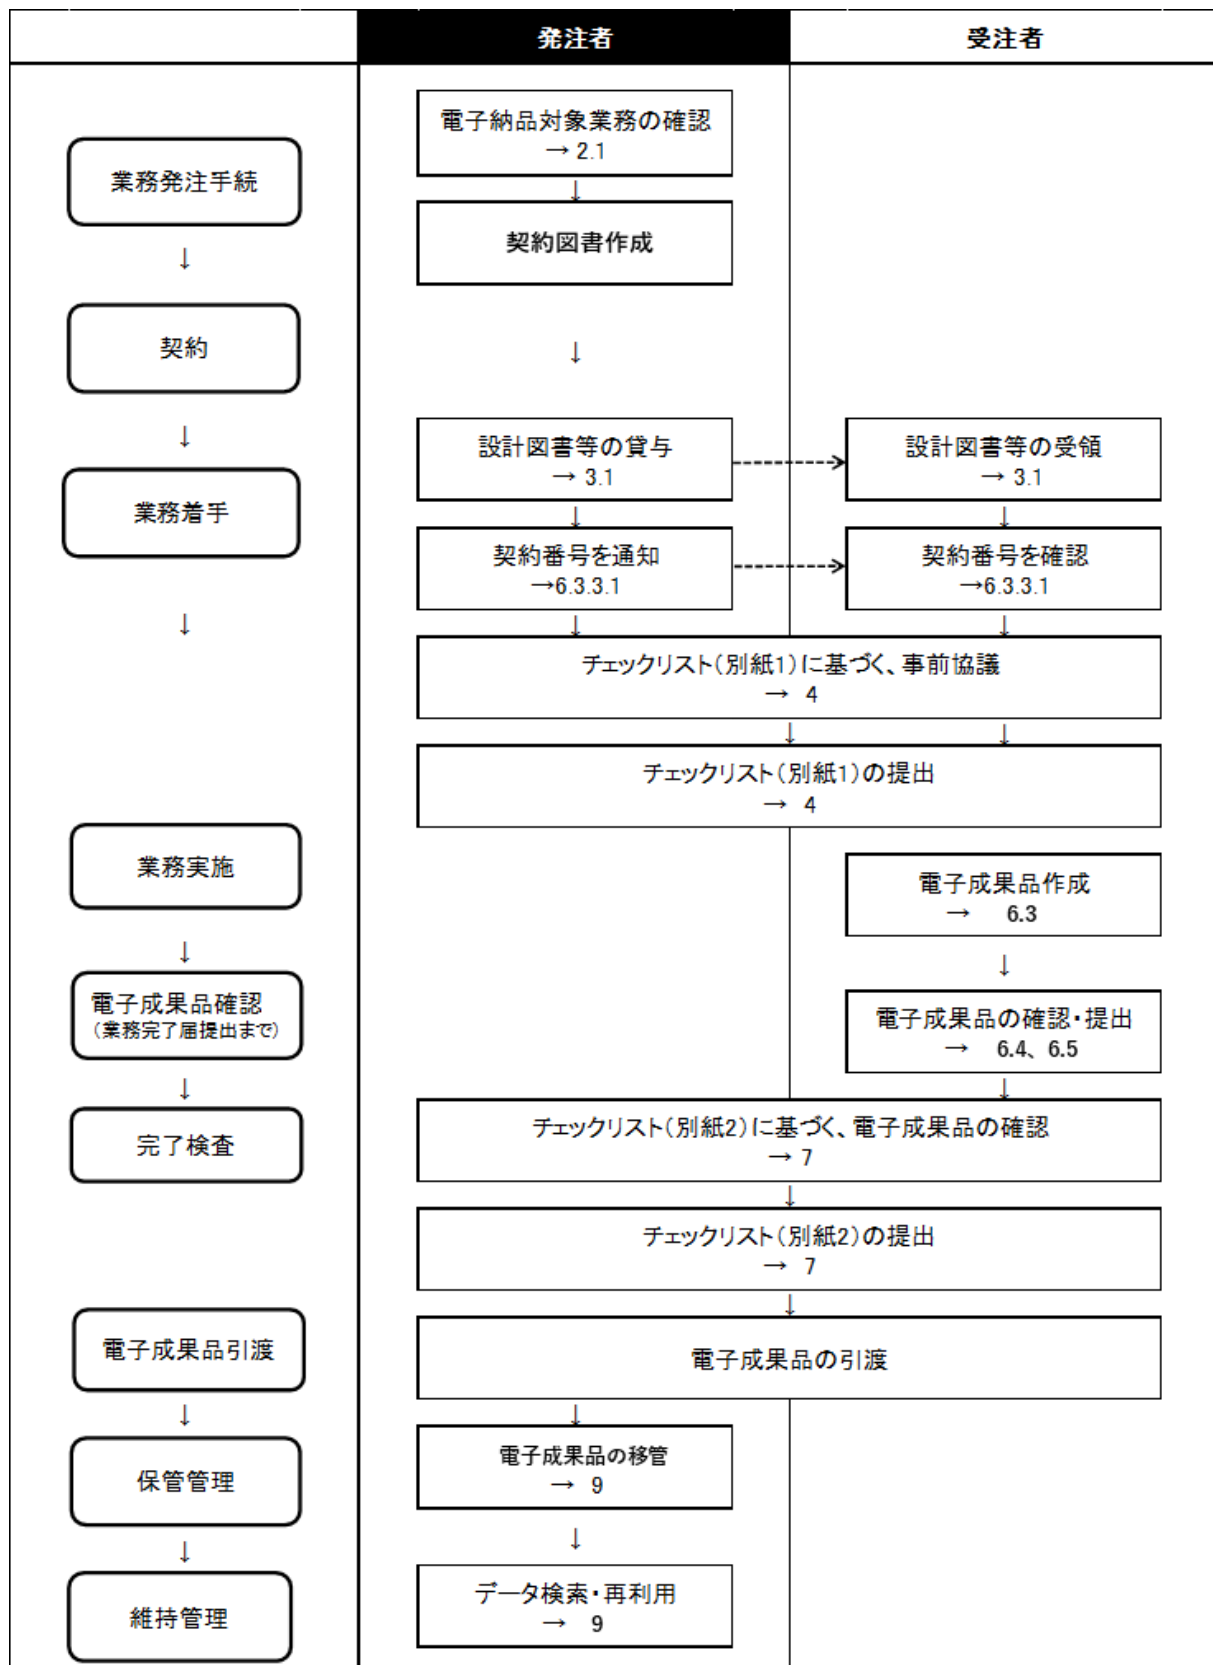 発注者
受注者
電子納品対象業務の確認
→ 2.1
業務発注手続
↓
契約図書作成
↓
契約
↓
↓
設計図書等の貸与
→ 3.1
設計図書等の受領
→ 3.1
業務着手
↓
↓
契約番号を通知
→6.3.3.1
契約番号を確認
→6.3.3.1
↓
↓
↓
チェックリスト(別紙1)に基づく、事前協議
→ 4
↓
↓
チェックリスト(別紙1)の提出
→ 4
業務実施
電子成果品作成
→ 6.3
↓
↓
電子成果品確認
(業務完了届提出まで)
電子成果品の確認・提出
→ 6.4、6.5
↓
↓
完了検査
チェックリスト(別紙2)に基づく、電子成果品の確認
→ 7
↓
チェックリスト(別紙2)の提出
→ 7
↓
電子成果品引渡
電子成果品の引渡
↓
↓
保管管理
電子成果品の移管
→ 9
↓
↓
維持管理
データ検索・再利用
→ 9